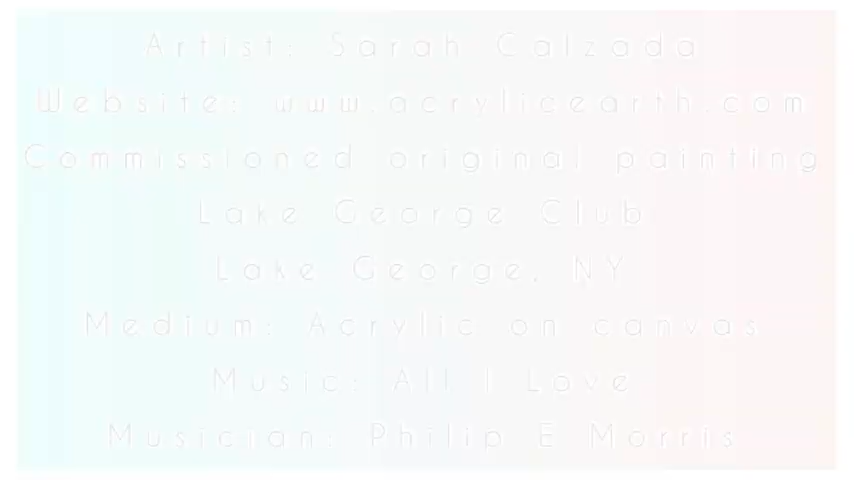 Artist: Sarah Calzada
Website: www.acrylicearth.com
Commissioned original painting
Lake George Club
Lake George, NY
Medium: Acrylic on canvas
Music: All I Love
Musician: Philip E Morris